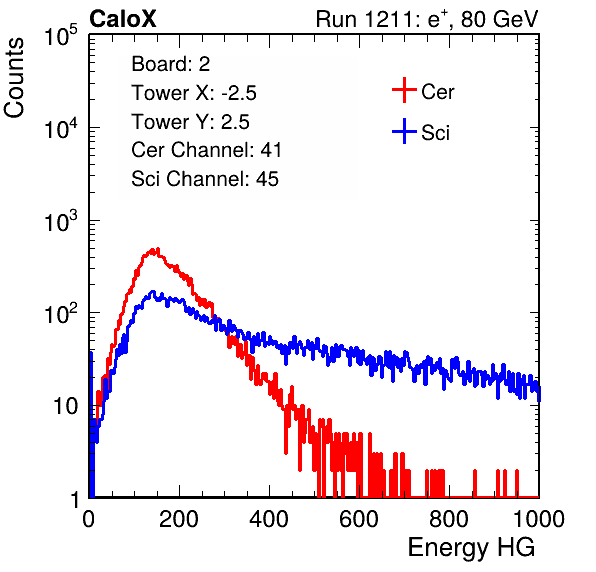 CaloX Run 1211: e⁺, 80 GeV
Counts
Board: 2
Tower X: -2.5
Tower Y: 2.5
Cer Channel: 41
Sci Channel: 45
Cer
Sci
10⁵
10⁴
10³
10²
10
1
0 200 400 600 800 1000
Energy HG